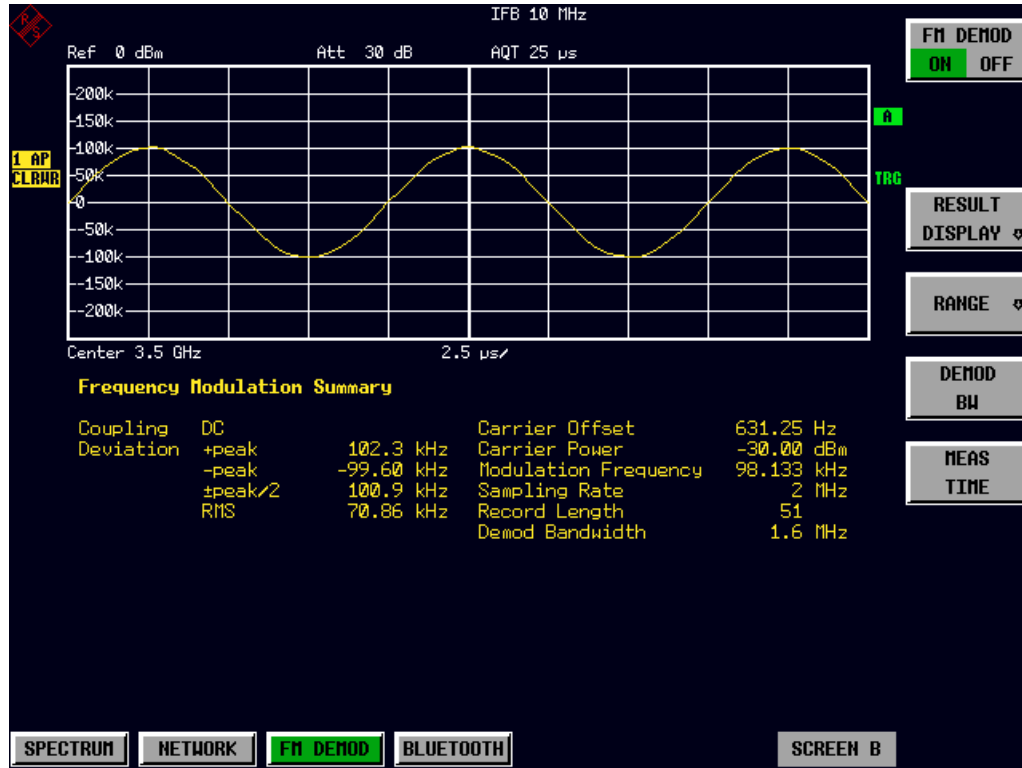 R/S
IFB 10 MHz
Ref 0 dBm Att 30 dB AQT 25 µs
FM DEMOD
ON OFF
200k
150k
100k
50k
0
-50k
-100k
-150k
-200k
1 AP
CLRWR
A
TRG
RESULT
DISPLAY
RANGE
DEMOD
BW
MEAS
TIME
Center 3.5 GHz 2.5 µs/
Frequency Modulation Summary
Coupling DC Carrier Offset 631.25 Hz
Deviation +peak 102.3 kHz Carrier Power -30.00 dBm
-peak -99.60 kHz Modulation Frequency 98.133 kHz
±peak/2 100.9 kHz Sampling Rate 2 MHz
RMS 70.86 kHz Record Length 51
Demod Bandwidth 1.6 MHz
SPECTRUM NETWORK FM DEMOD BLUETOOTH SCREEN B